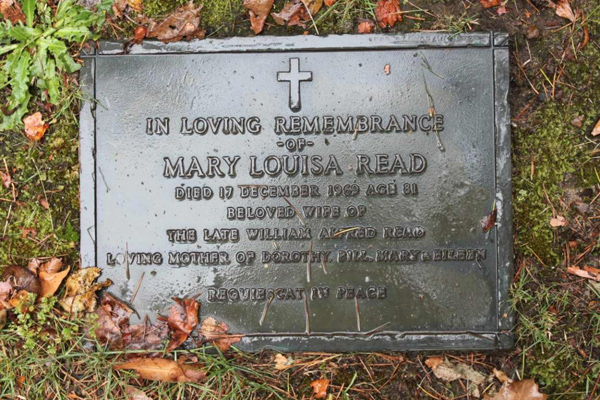 IN LOVING REMEMBRANCE
-OF-
MARY LOUISA READ
DIED 17 DECEMBER 1969 AGE 81
BELOVED WIFE OF
THE LATE WILLIAM ALFRED READ
LOVING MOTHER OF DOROTHY, BILL, MARY & EILEEN
REQUIESCAT IN PEACE